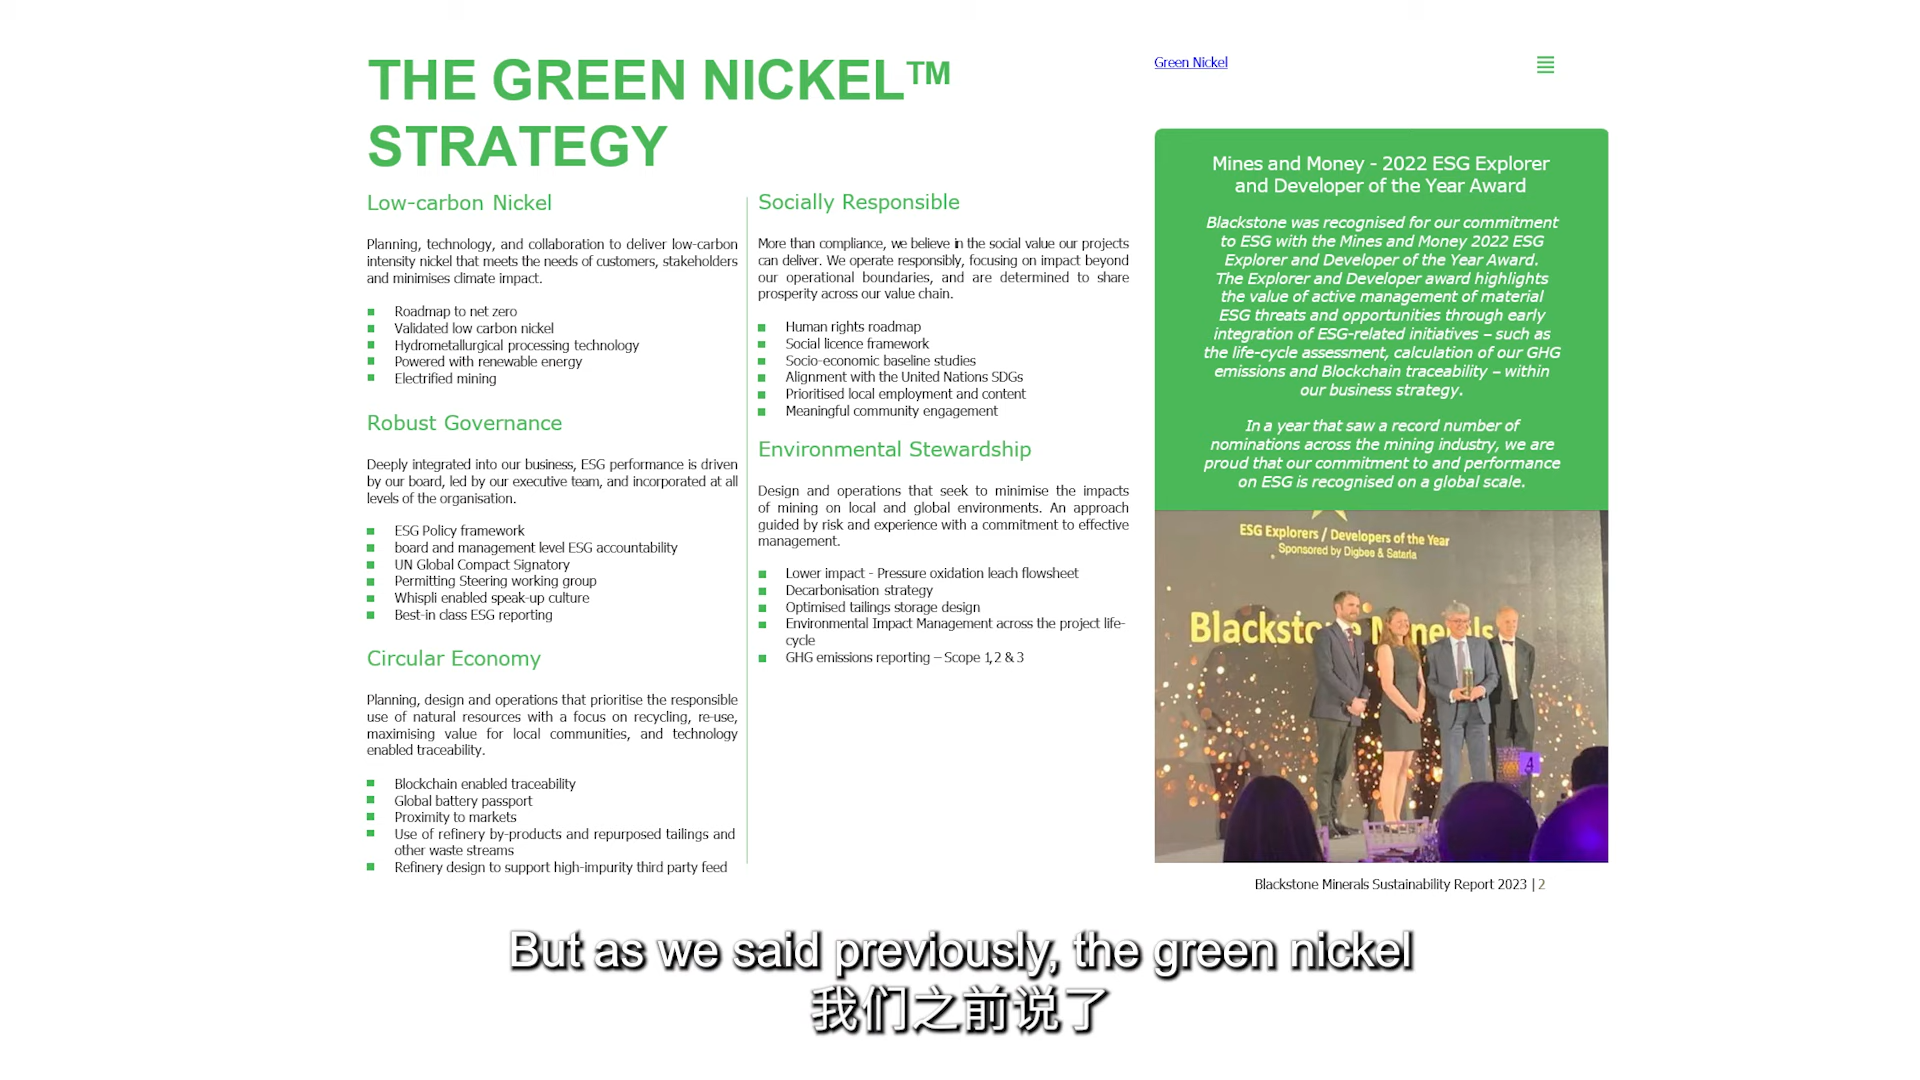 THE GREEN NICKEL™
STRATEGY
Low-carbon Nickel
Planning, technology, and collaboration to deliver low-carbon
intensity nickel that meets the needs of customers, stakeholders
and minimises climate impact.
Roadmap to net zero
Validated low carbon nickel
Hydrometallurgical processing technology
Powered with renewable energy
Electrified mining
Robust Governance
Deeply integrated into our business, ESG performance is driven
by our board, led by our executive team, and incorporated at all
levels of the organisation.
ESG Policy framework
board and management level ESG accountability
UN Global Compact Signatory
Permitting Steering working group
Whispli enabled speak-up culture
Best-in class ESG reporting
Circular Economy
Planning, design and operations that prioritise the responsible
use of natural resources with a focus on recycling, re-use,
maximising value for local communities, and technology
enabled traceability.
Blockchain enabled traceability
Global battery passport
Proximity to markets
Use of refinery by-products and repurposed tailings and
other waste streams
Refinery design to support high-impurity third party feed
Socially Responsible
More than compliance, we believe in the social value our projects
can deliver. We operate responsibly, focusing on impact beyond
our operational boundaries, and are determined to share
prosperity across our value chain.
Human rights roadmap
Social licence framework
Socio-economic baseline studies
Alignment with the United Nations SDGs
Prioritised local employment and content
Meaningful community engagement
Environmental Stewardship
Design and operations that seek to minimise the impacts
of mining on local and global environments. An approach
guided by risk and experience with a commitment to effective
management.
Lower impact - Pressure oxidation leach flowsheet
Decarbonisation strategy
Optimised tailings storage design
Environmental Impact Management across the project life-
cycle
GHG emissions reporting – Scope 1,2 & 3
Green Nickel
Mines and Money - 2022 ESG Explorer
and Developer of the Year Award
Blackstone was recognised for our commitment
to ESG with the Mines and Money 2022 ESG
Explorer and Developer of the Year Award.
The Explorer and Developer award highlights
the value of active management of material
ESG threats and opportunities through early
integration of ESG-related initiatives – such as
the life-cycle assessment, calculation of our GHG
emissions and Blockchain traceability – within
our business strategy.
In a year that saw a record number of
nominations across the mining industry, we are
proud that our commitment to and performance
on ESG is recognised on a global scale.
ESG Explorers / Developers of the Year
Sponsored by Digbee & Satarla
Blackstone Minerals
4
Blackstone Minerals Sustainability Report 2023 | 2
But as we said previously, the green nickel
我们之前说了